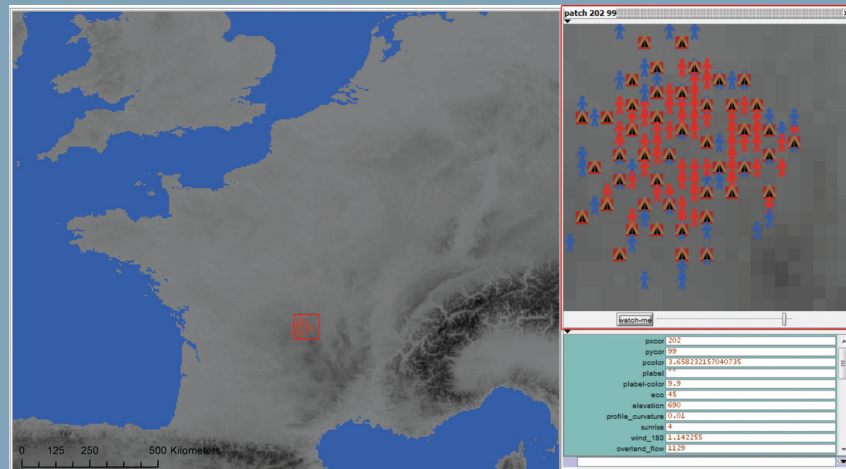 patch 202 99
watch-me
pxcor 202
pycor 99
pcolor 3.658232157040735
plabel ""
plabel-color 9.9
eco 45
elevation 690
profile_curvature 0.01
sunrise 4
wind_180 1.142255
overland_flow 1129
0 125 250 500 Kilometers